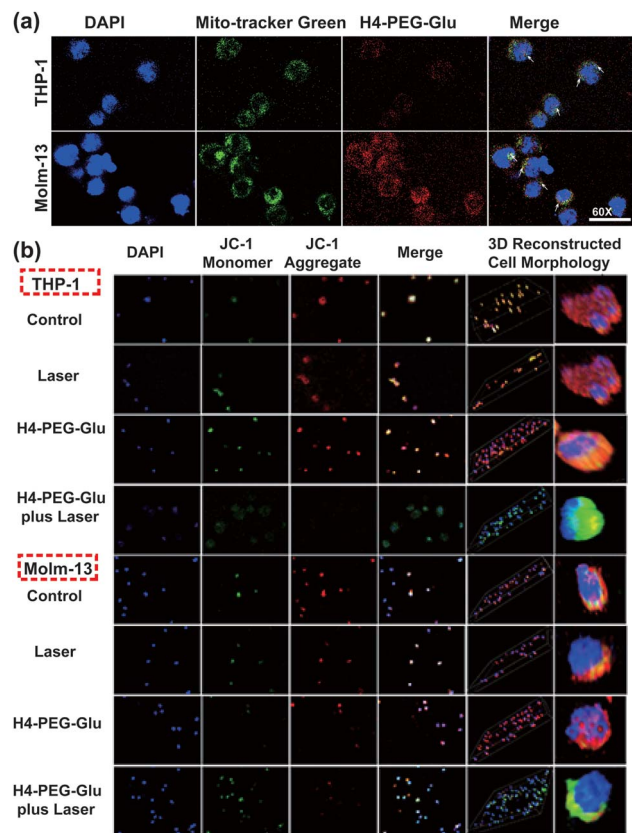 (a)
DAPI Mito-tracker Green H4-PEG-Glu Merge
THP-1
Molm-13
60X
(b)
DAPI JC-1 Monomer JC-1 Aggregate Merge 3D Reconstructed Cell Morphology
THP-1
Control
Laser
H4-PEG-Glu
H4-PEG-Glu
plus Laser
Molm-13
Control
Laser
H4-PEG-Glu
H4-PEG-Glu
plus Laser